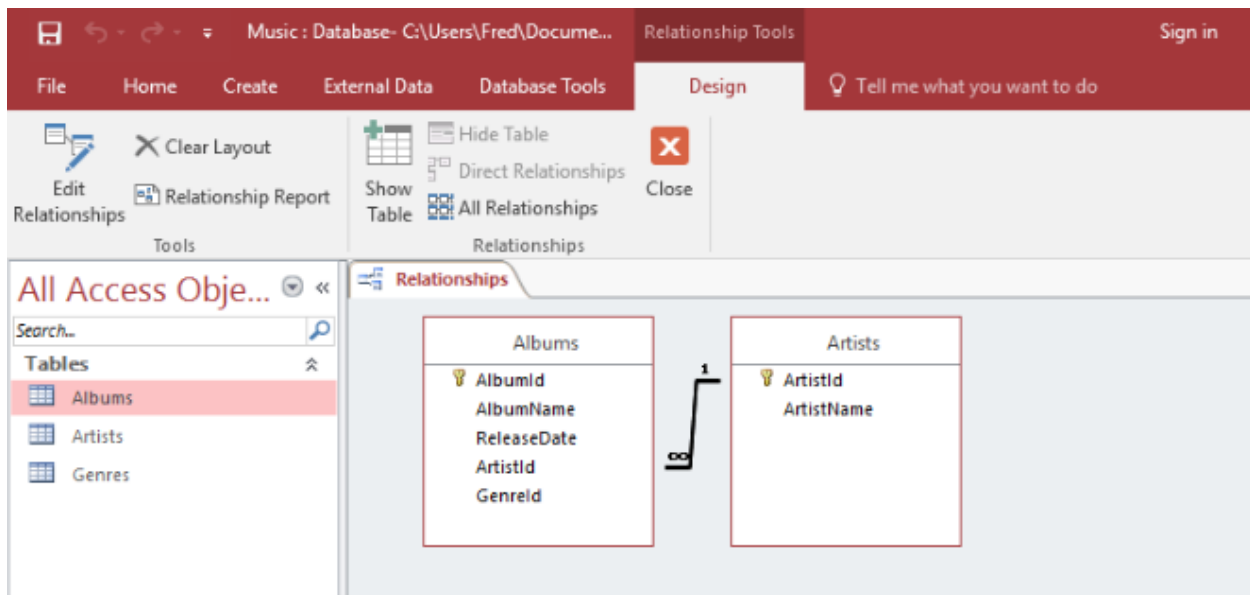 Music : Database- C:\Users\Fred\Docume... Relationship Tools Sign in
File Home Create External Data Database Tools Design Tell me what you want to do
Edit Relationships
Clear Layout
Relationship Report
Tools
Show Table
Hide Table
Direct Relationships
All Relationships
Relationships
Close
All Access Obje... «
Search...
Tables
Albums
Artists
Genres
Relationships
Albums
AlbumId
AlbumName
ReleaseDate
ArtistId
GenreId
1
∞
Artists
ArtistId
ArtistName